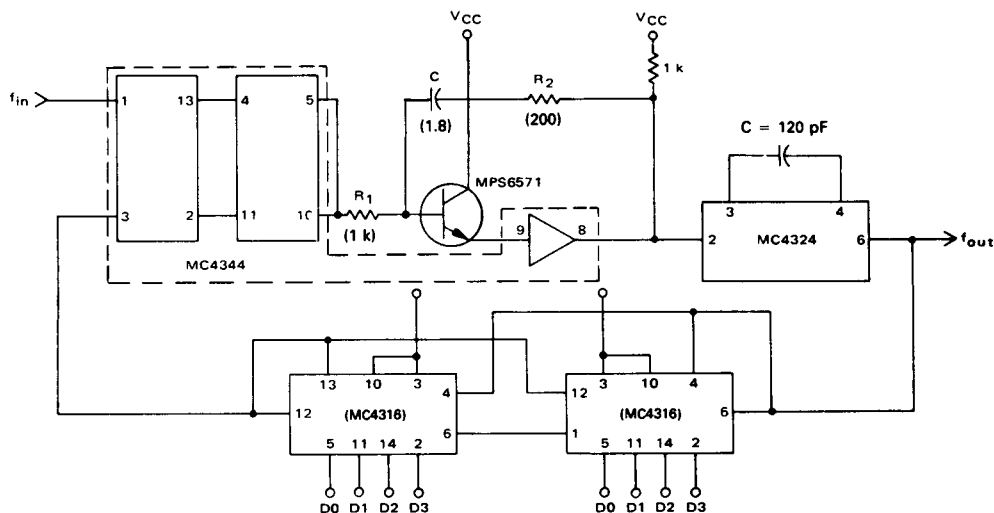 VCC
VCC
1 k
C
R2
(1.8)
(200)
C = 120 pF
fin
1
13
4
5
MPS6571
3
4
R1
3
2
11
10
(1 k)
9
8
2
MC4324
6
fout
MC4344
13
10
3
3
10
4
12
(MC4316)
4
12
(MC4316)
6
6
1
5
11
14
2
5
11
14
2
D0
D1
D2
D3
D0
D1
D2
D3